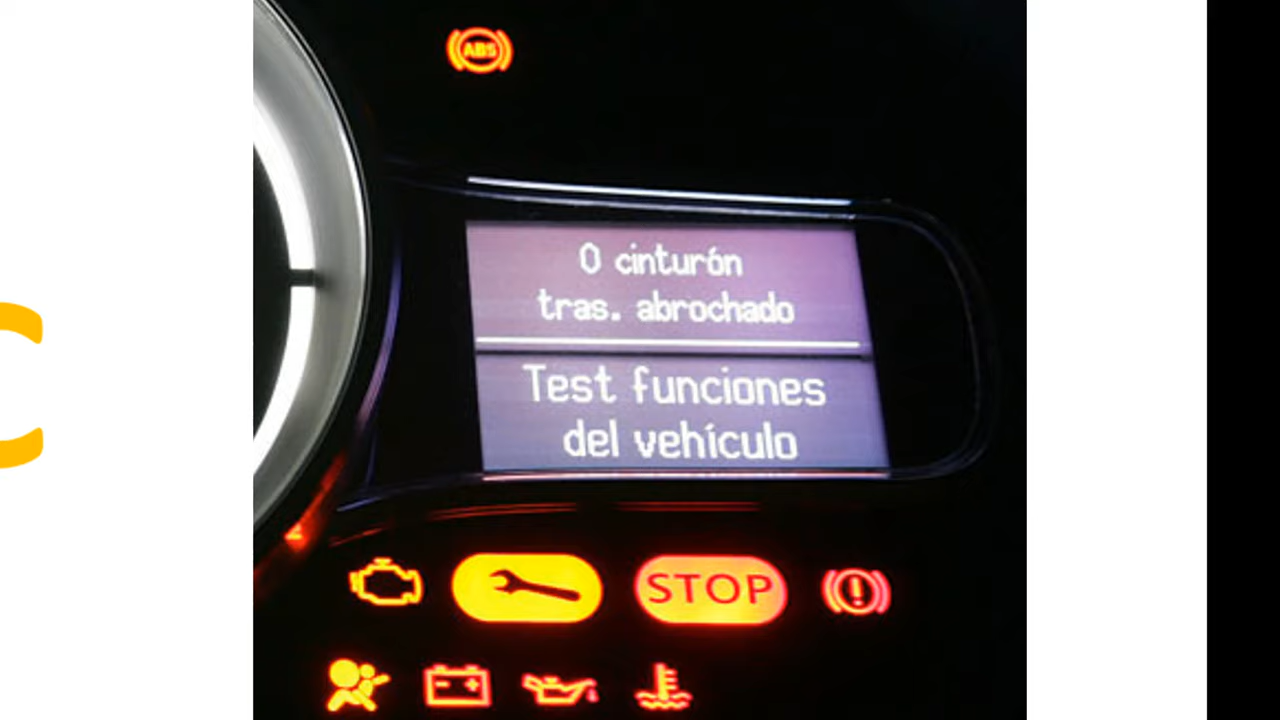 ABS
0 cinturón
tras. abrochado
Test funciones
del vehículo
STOP